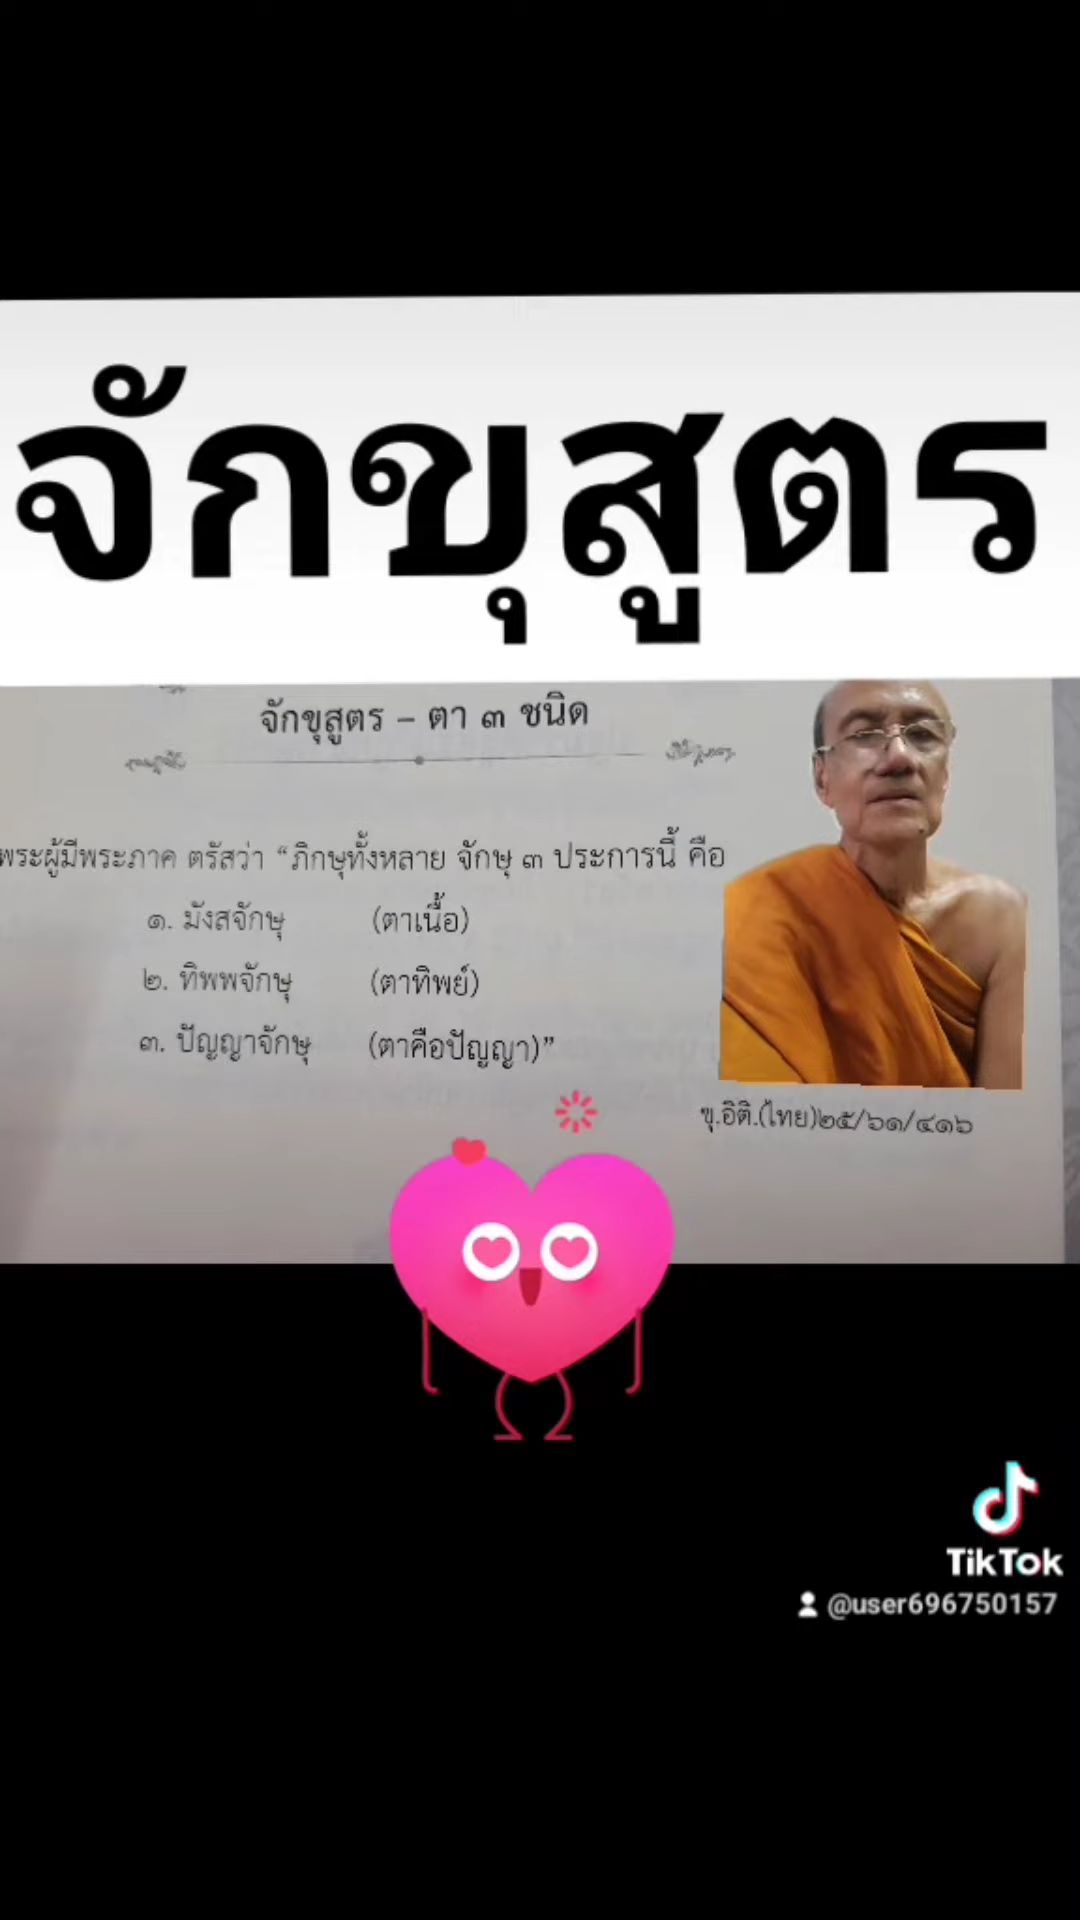 จักขุสูตร
จักขุสูตร – ตา ๓ ชนิด
พระผู้มีพระภาค ตรัสว่า “ภิกษุทั้งหลาย จักษุ ๓ ประการนี้ คือ
๑. มังสจักษุ (ตาเนื้อ)
๒. ทิพพจักษุ (ตาทิพย์)
๓. ปัญญาจักษุ (ตาคือปัญญา)”
ขุ.อิติ.(ไทย)๒๕/๖๑/๔๑๖
TikTok
@user696750157